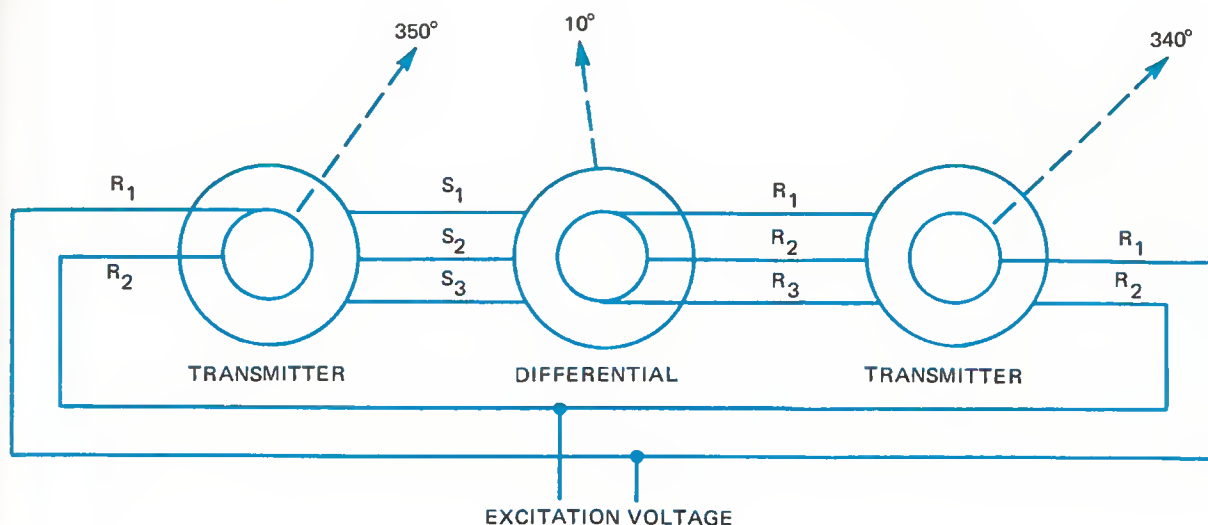 350°
10°
340°
R1
S1
R1
S2
R2
R1
R2
S3
R3
R2
TRANSMITTER
DIFFERENTIAL
TRANSMITTER
EXCITATION VOLTAGE